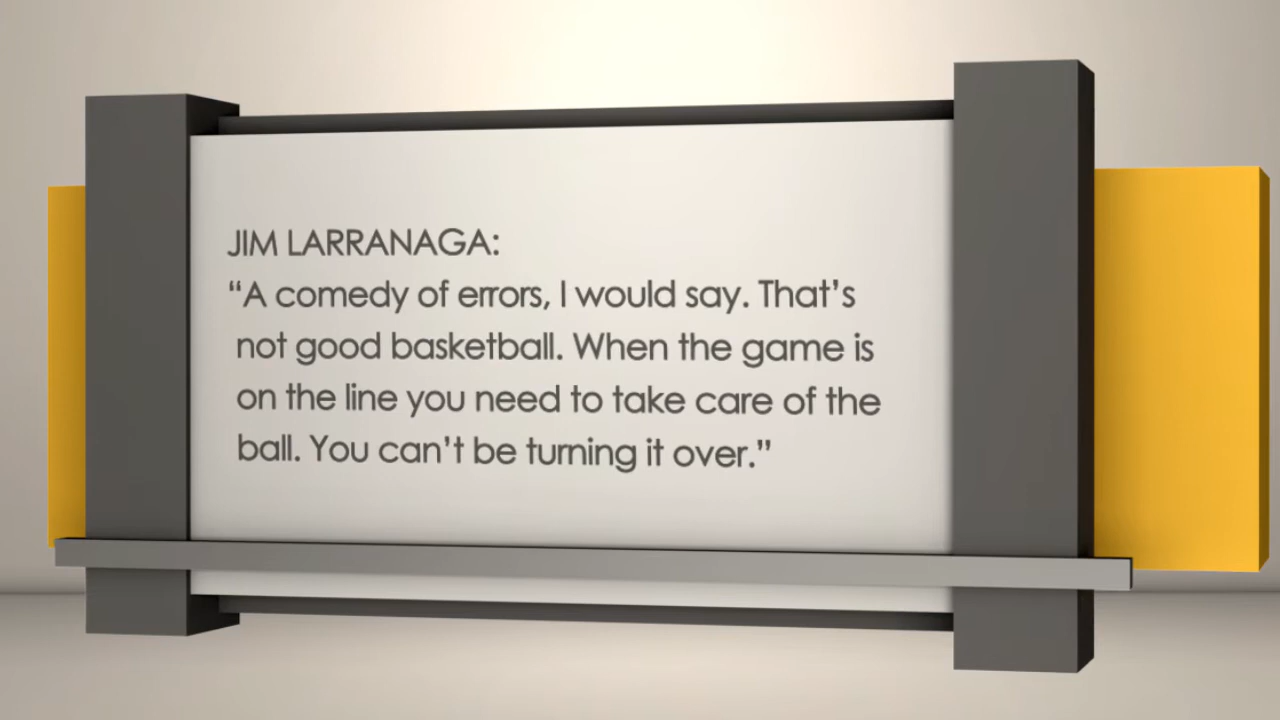 JIM LARRANAGA:
“A comedy of errors, I would say. That’s
not good basketball. When the game is
on the line you need to take care of the
ball. You can’t be turning it over.”